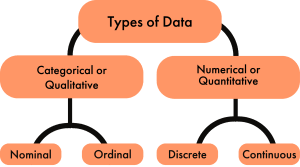 Types of Data
Categorical or
Qualitative
Numerical or
Quantitative
Nominal
Ordinal
Discrete
Continuous